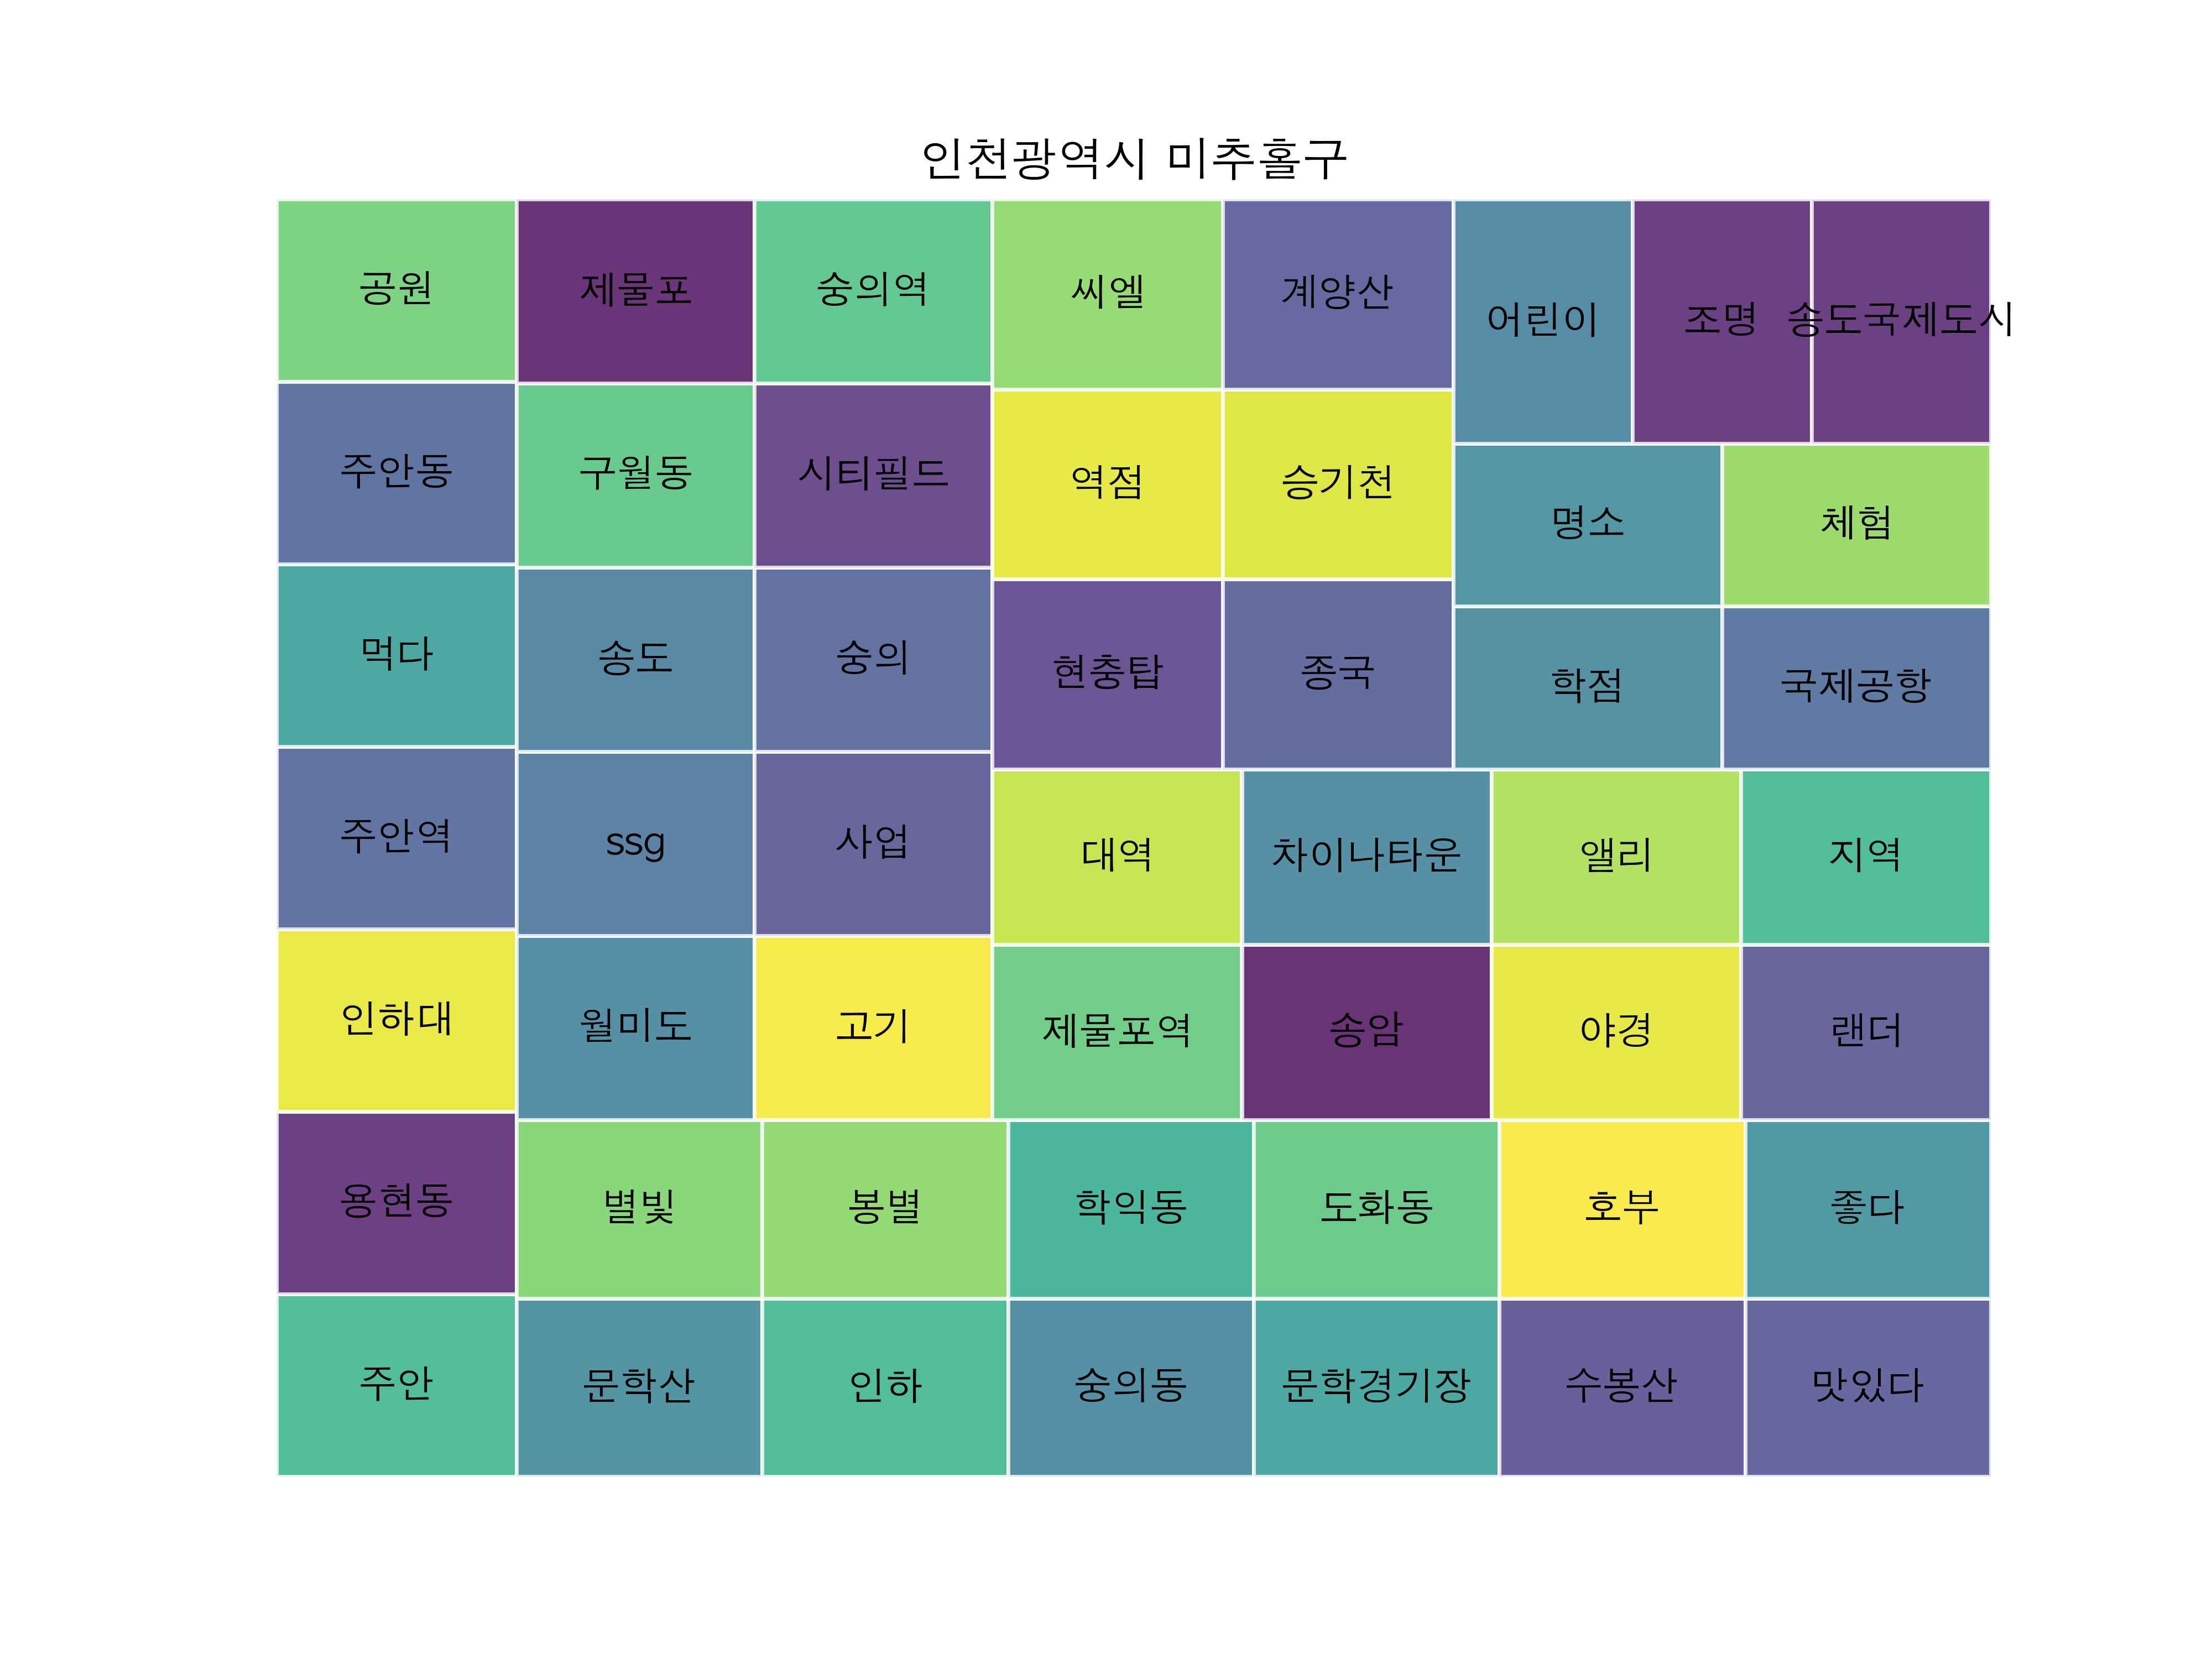 인천광역시 미추홀구
공원 제물포 숭의역 씨엘 계양산 어린이 조명 송도국제도시
주안동 구월동 시티필드 역점 승기천 명소 체험
먹다 송도 숭의 현충탑 중국 학점 국제공항
주안역 ssg 사업 대역 차이나타운 앨리 지역
인하대 월미도 고기 제물포역 송암 야경 랜더
용현동 별빛 봉별 학익동 도화동 호부 좋다
주안 문학산 인하 숭의동 문학경기장 수봉산 맛있다